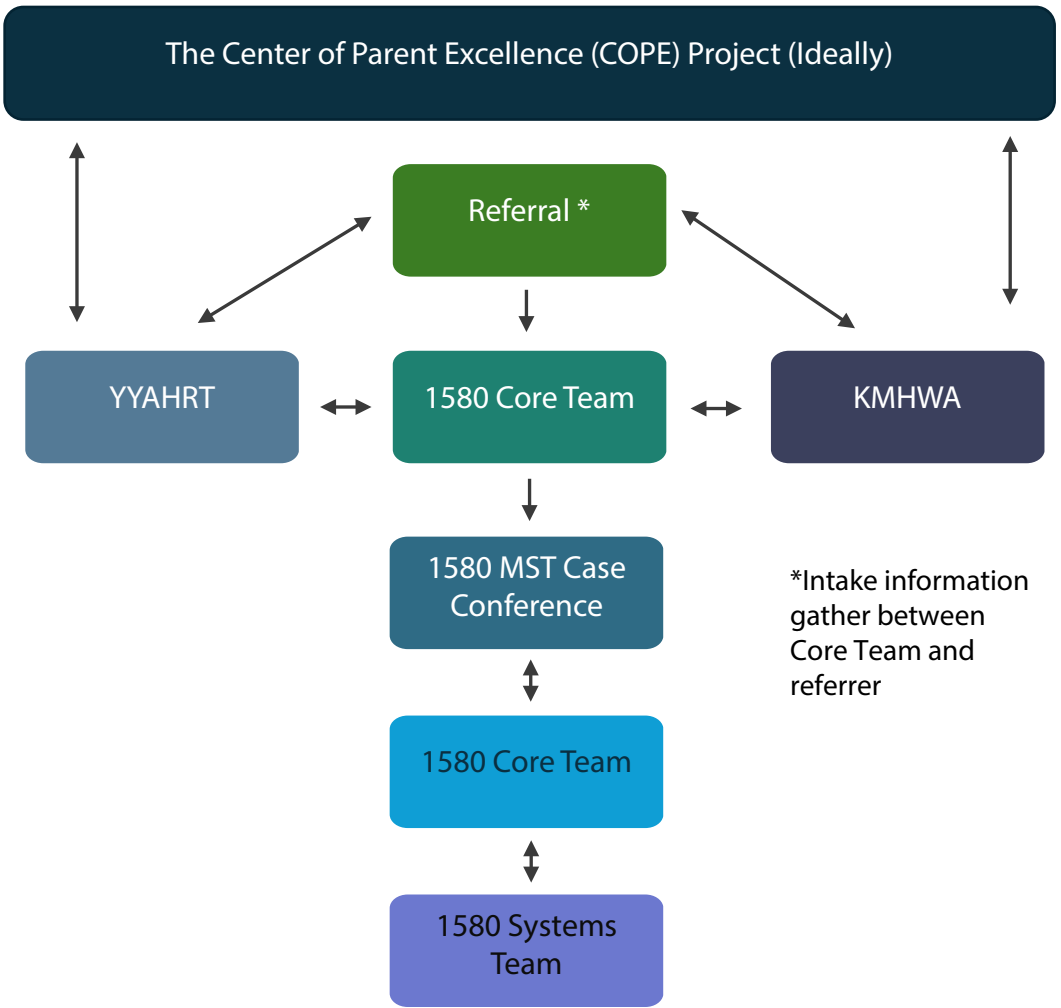 The Center of Parent Excellence (COPE) Project (Ideally)
Referral *
YYAHRT
1580 Core Team
KMHWA
1580 MST Case
Conference
*Intake information
gather between
Core Team and
referrer
1580 Core Team
1580 Systems
Team